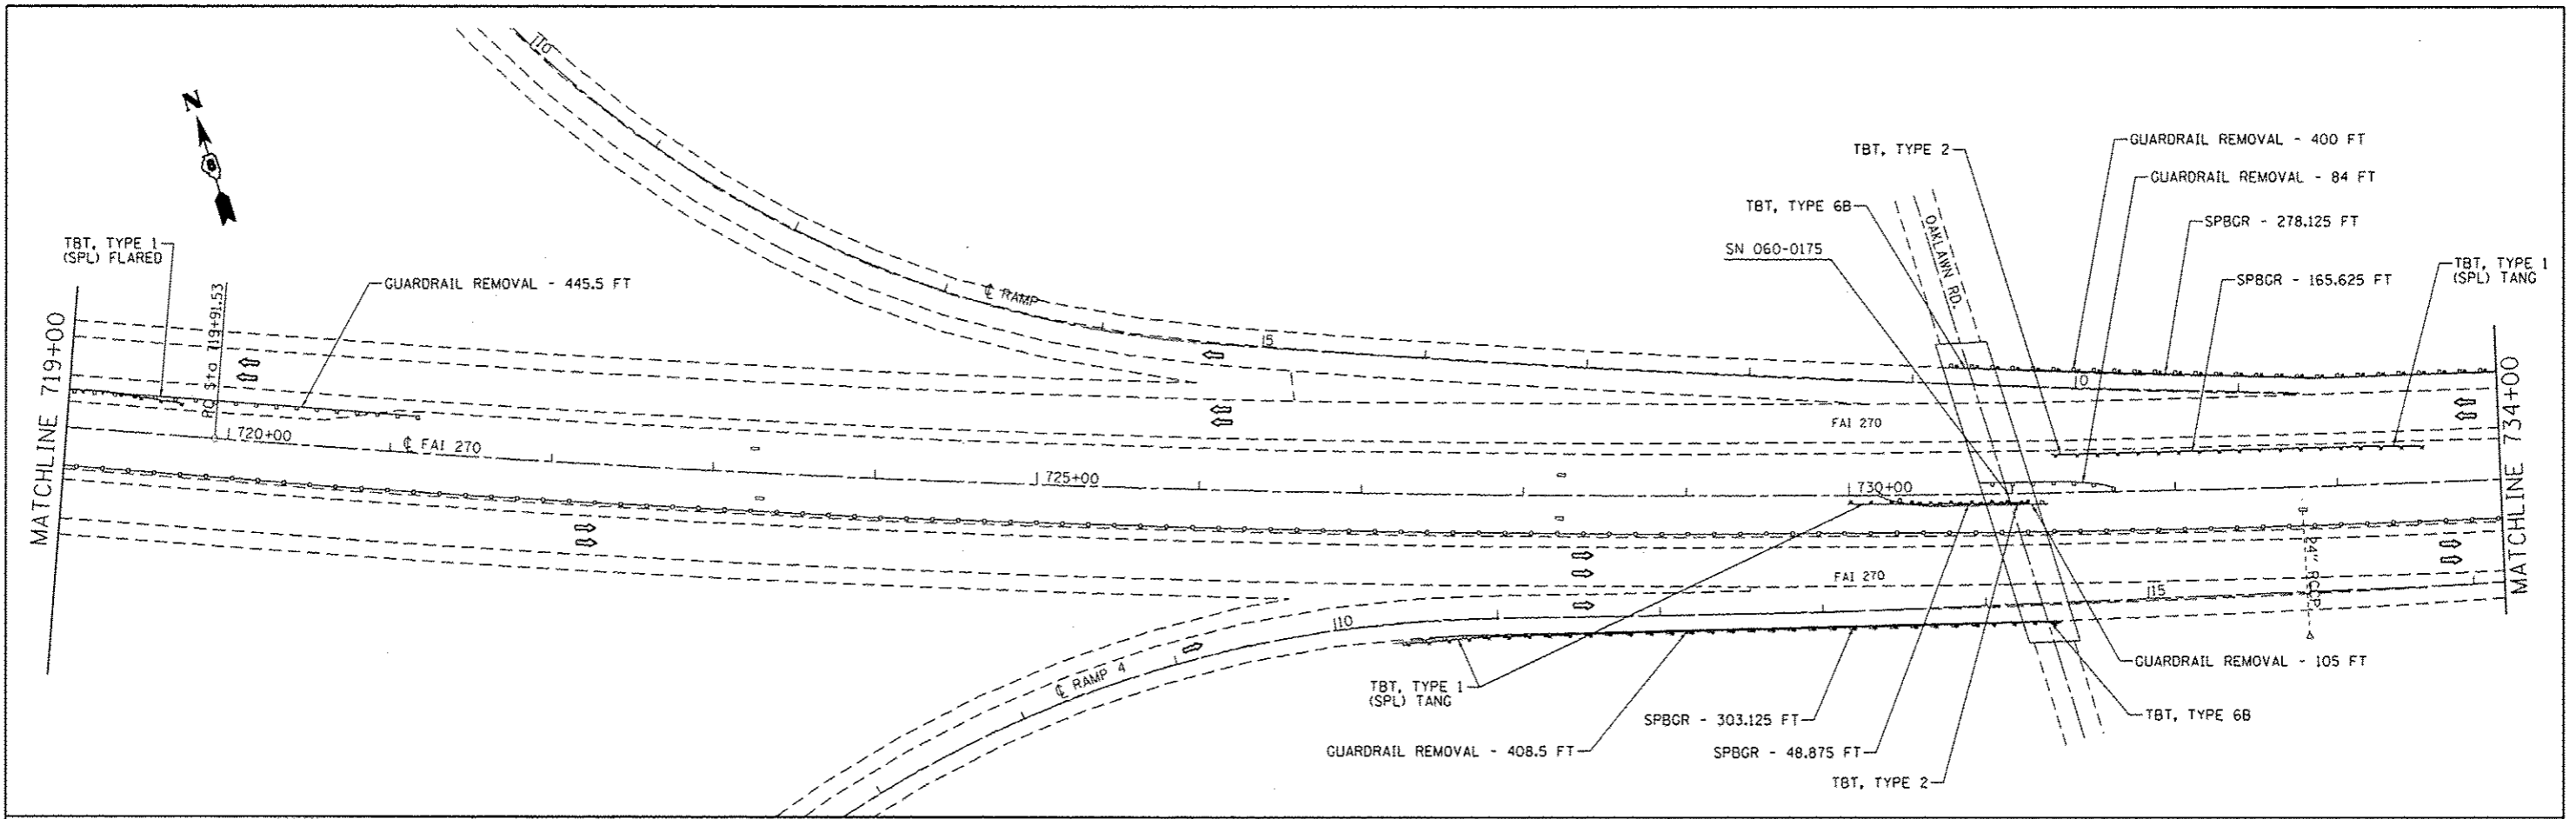 N
8
110
TBT, TYPE 1
(SPL) FLARED
RQ Sta 719+91.53
GUARDRAIL REMOVAL - 445.5 FT
MATCHLINE 719+00
720+00
℄ FAI 270
℄ RAMP
15
725+00
TBT, TYPE 2
TBT, TYPE 6B
SN 060-0175
OAKLAWN RD.
GUARDRAIL REMOVAL - 400 FT
GUARDRAIL REMOVAL - 84 FT
SPBGR - 278.125 FT
SPBGR - 165.625 FT
TBT, TYPE 1
(SPL) TANG
10
FAI 270
730+00
MATCHLINE 734+00
24" RCCP
FAI 270
115
110
℄ RAMP 4
TBT, TYPE 1
(SPL) TANG
GUARDRAIL REMOVAL - 105 FT
TBT, TYPE 6B
SPBGR - 303.125 FT
GUARDRAIL REMOVAL - 408.5 FT
SPBGR - 48.875 FT
TBT, TYPE 2